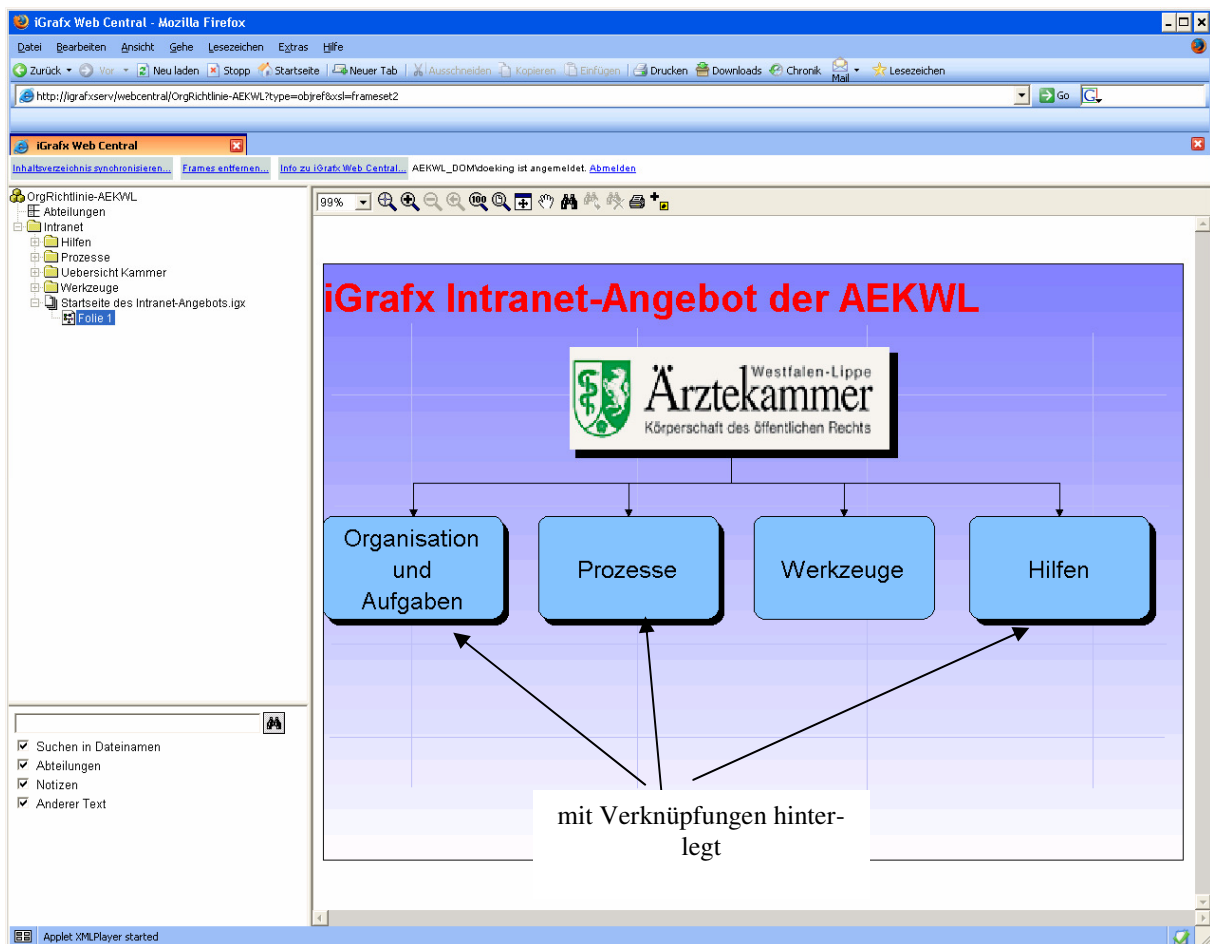 iGrafx Web Central - Mozilla Firefox
Datei Bearbeiten Ansicht Gehe Lesezeichen Extras Hilfe
Zurück Vor Neu laden Stopp Startseite Neuer Tab Ausschneiden Kopieren Einfügen Drucken Downloads Chronik Mail Lesezeichen
http://igrafxserv/webcentral/OrgRichtlinie-AEKWL?type=objref&xsl=frameset2
Go
iGrafx Web Central
Inhaltsverzeichnis synchronisieren... Frames entfernen... Info zu iGrafx Web Central... AEKWL_DOM\doeking ist angemeldet. Abmelden
OrgRichtlinie-AEKWL
Abteilungen
Intranet
Hilfen
Prozesse
Uebersicht Kammer
Werkzeuge
Startseite des Intranet-Angebots.igx
Folie 1
Suchen in Dateinamen
Abteilungen
Notizen
Anderer Text
99%
100
iGrafx Intranet-Angebot der AEKWL
Westfalen-Lippe
Ärztekammer
Körperschaft des öffentlichen Rechts
Organisation
und
Aufgaben
Prozesse
Werkzeuge
Hilfen
mit Verknüpfungen hinter-
legt
Applet XMLPlayer started